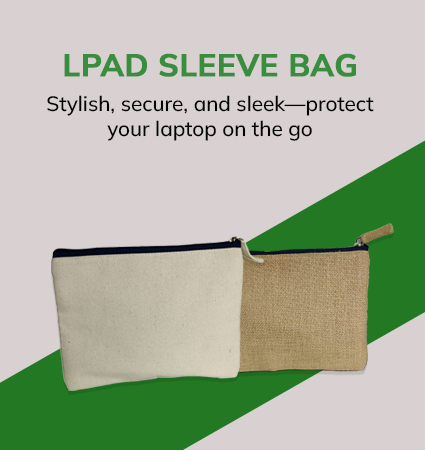 LPAD SLEEVE BAG
Stylish, secure, and sleek—protect
your laptop on the go